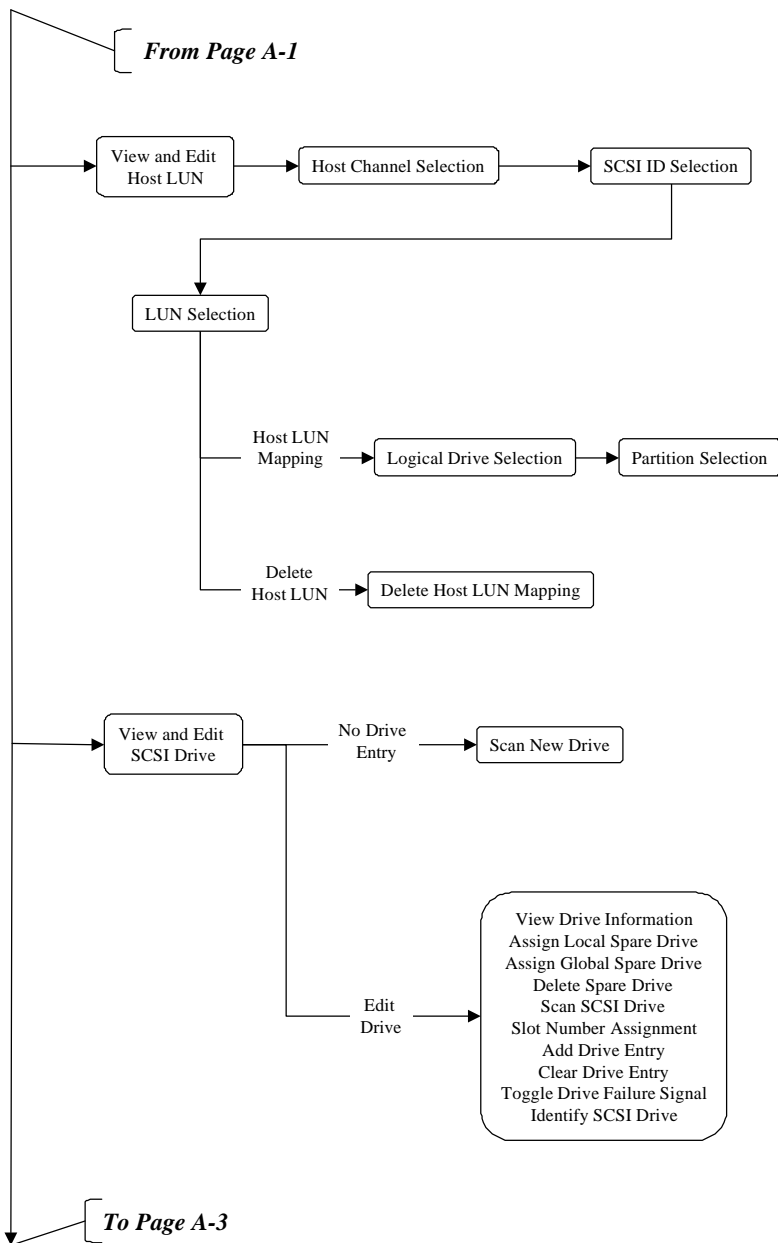 From Page A-1
View and Edit
Host LUN
Host Channel Selection
SCSI ID Selection
LUN Selection
Host LUN
Mapping
Logical Drive Selection
Partition Selection
Delete
Host LUN
Delete Host LUN Mapping
View and Edit
SCSI Drive
No Drive
Entry
Scan New Drive
Edit
Drive
View Drive Information
Assign Local Spare Drive
Assign Global Spare Drive
Delete Spare Drive
Scan SCSI Drive
Slot Number Assignment
Add Drive Entry
Clear Drive Entry
Toggle Drive Failure Signal
Identify SCSI Drive
To Page A-3